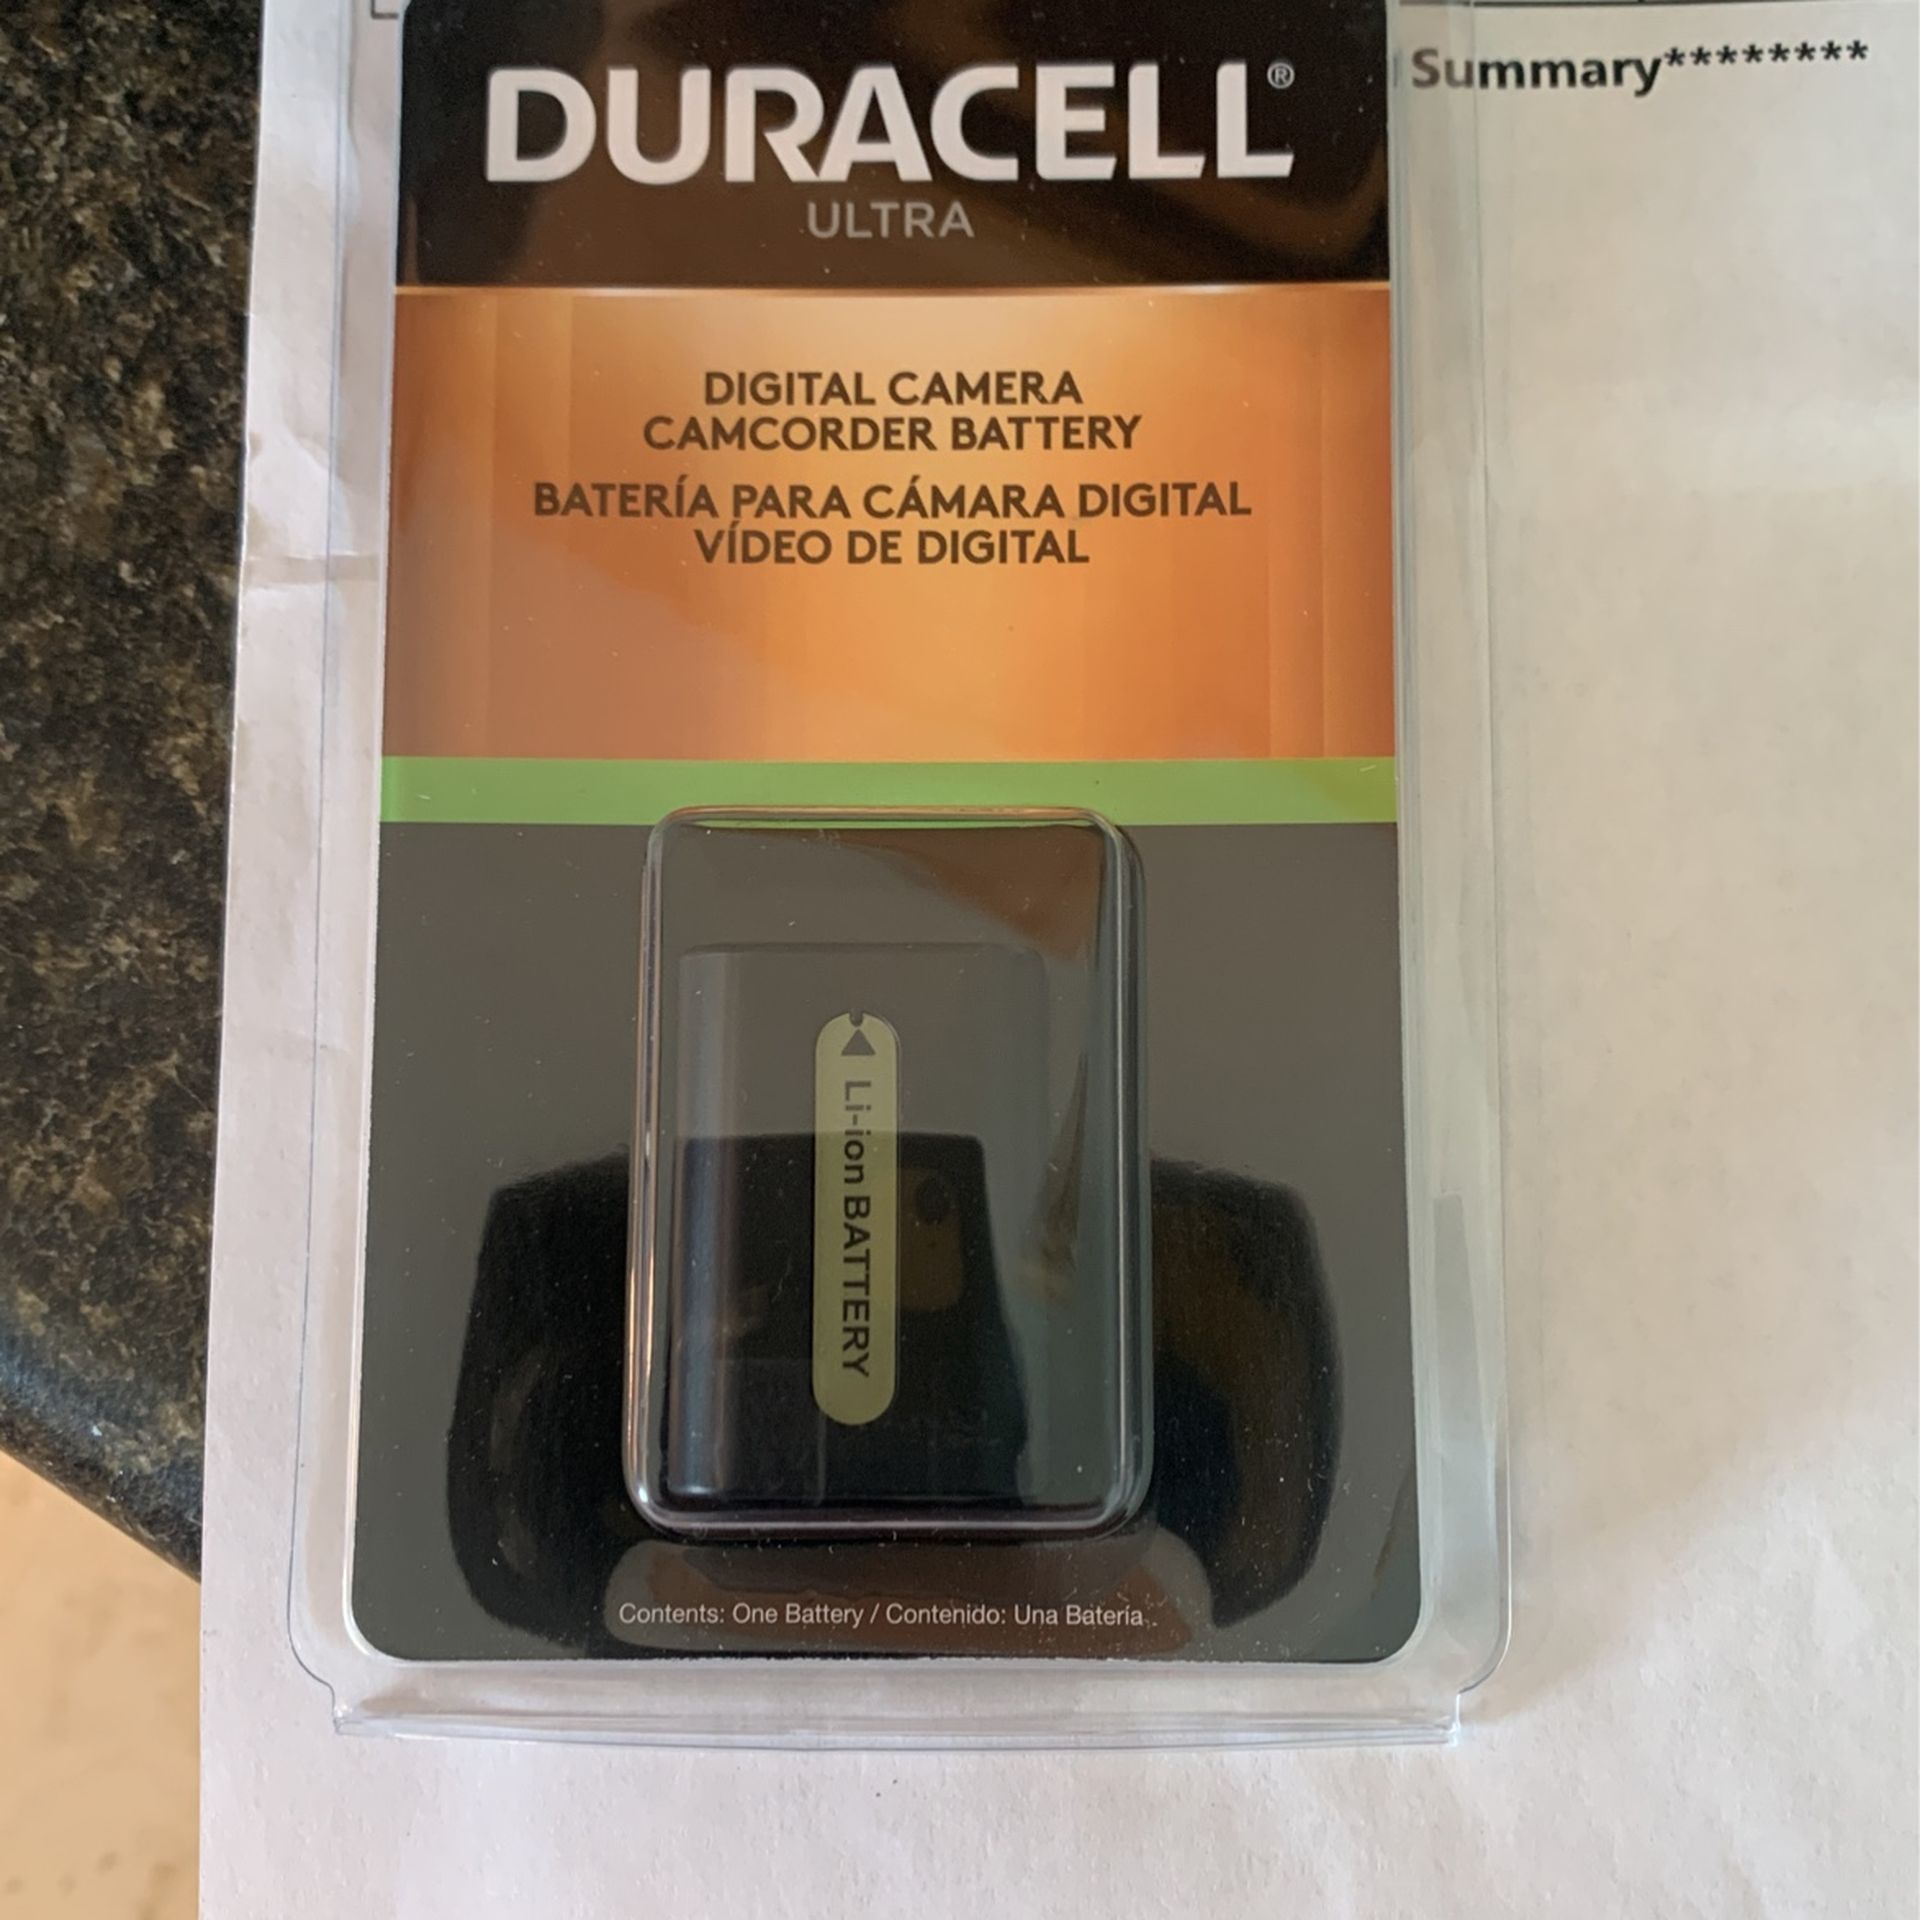 DURACELL®
Summary********
ULTRA
DIGITAL CAMERA
CAMCORDER BATTERY
BATERÍA PARA CÁMARA DIGITAL
VÍDEO DE DIGITAL
Li-ion BATTERY
Contents: One Battery / Contenido: Una Batería